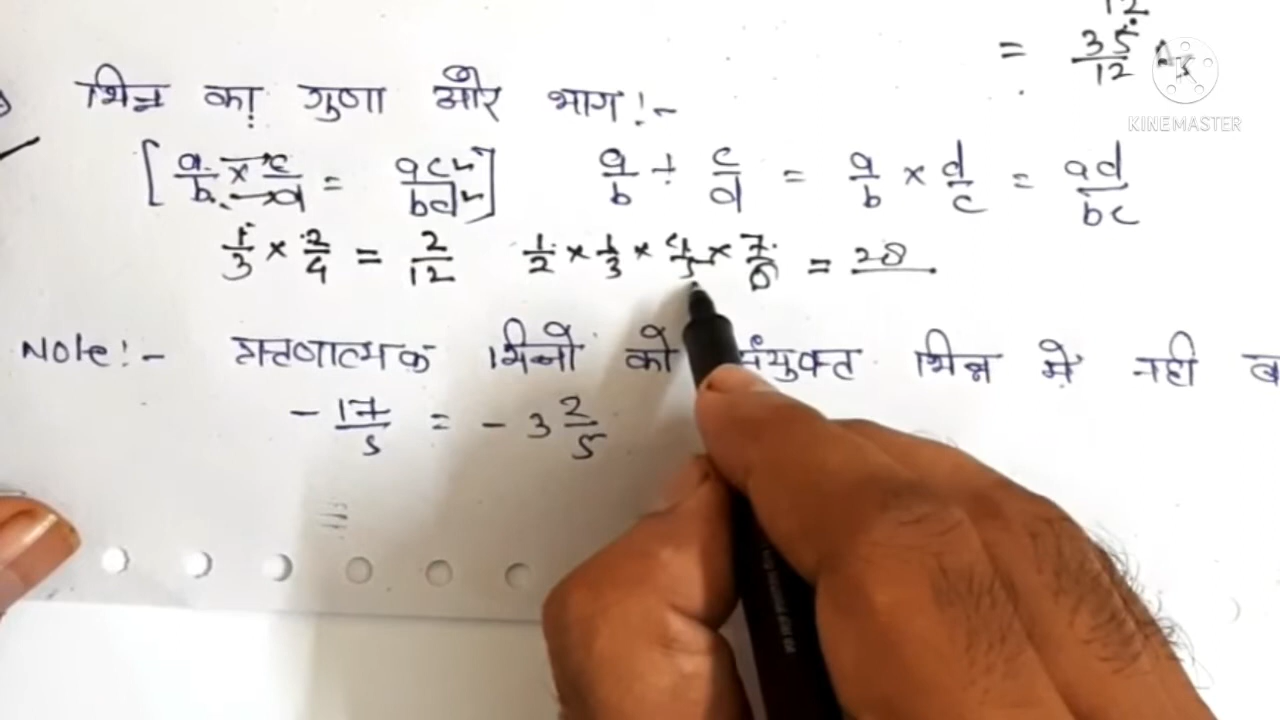 12
= 35/12
KINEMASTER
भिन्न का गुणा और भाग :-
[a/b × c/d = ac/bd] a/b ÷ c/d = a/b × d/c = ad/bc
1/3 × 2/4 = 2/12 1/2 × 1/3 × 4/5 × 7/8 = 28
Note:- ऋणात्मक भिन्नो को संयुक्त भिन्न में नही
- 17/5 = - 3 2/5